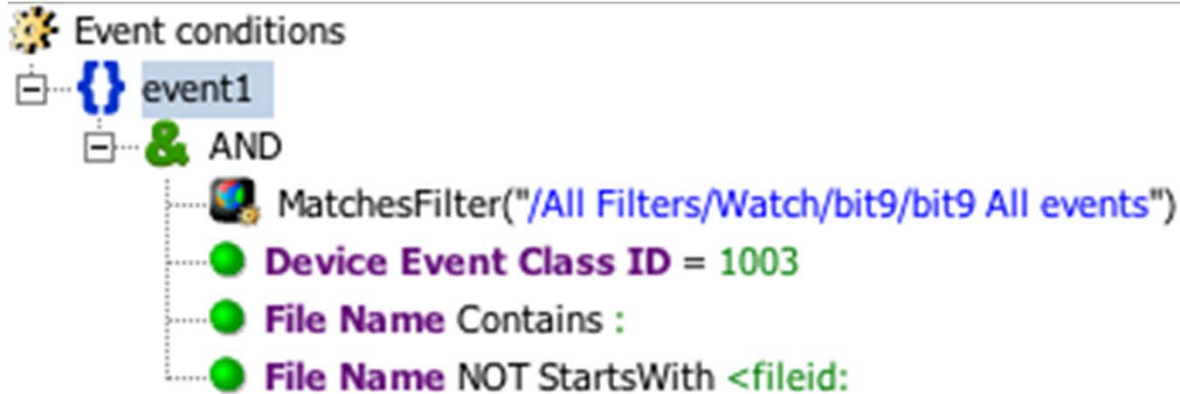 Event conditions
{} event1
& AND
MatchesFilter("/All Filters/Watch/bit9/bit9 All events")
Device Event Class ID = 1003
File Name Contains :
File Name NOT StartsWith <fileid: